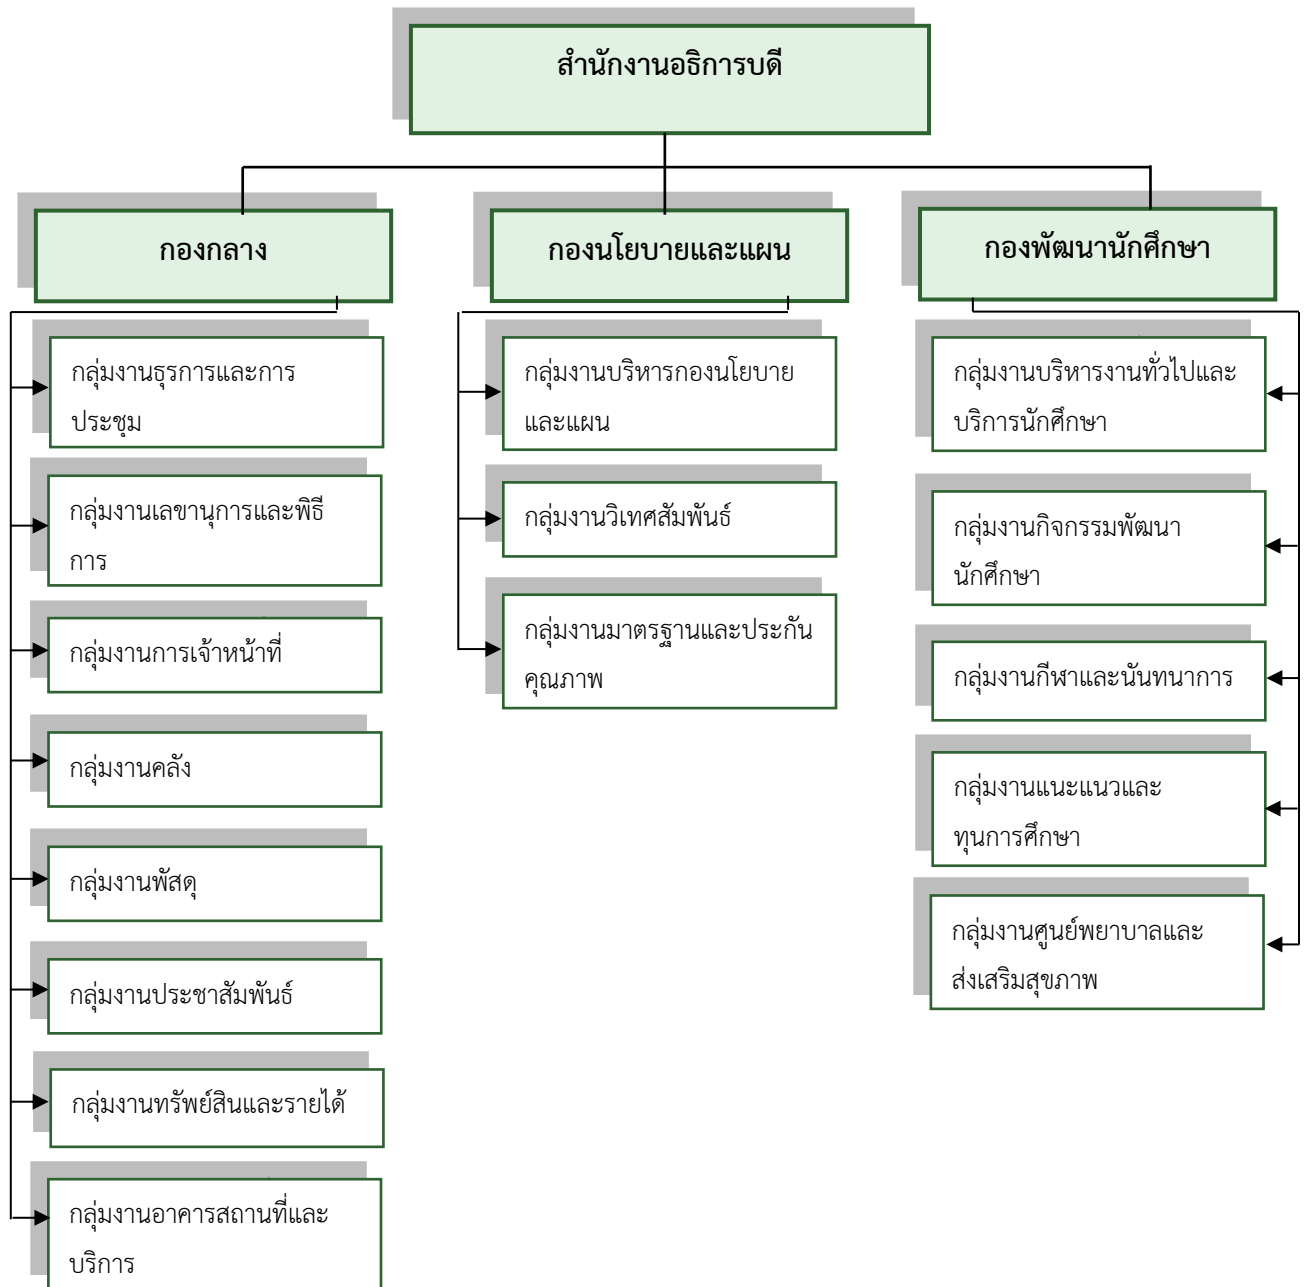 สำนักงานอธิการบดี
กองกลาง
กลุ่มงานธุรการและการ
ประชุม
กลุ่มงานเลขานุการและพิธี
การ
กลุ่มงานการเจ้าหน้าที่
กลุ่มงานคลัง
กลุ่มงานพัสดุ
กลุ่มงานประชาสัมพันธ์
กลุ่มงานทรัพย์สินและรายได้
กลุ่มงานอาคารสถานที่และ
บริการ
กองนโยบายและแผน
กลุ่มงานบริหารกองนโยบาย
และแผน
กลุ่มงานวิเทศสัมพันธ์
กลุ่มงานมาตรฐานและประกัน
คุณภาพ
กองพัฒนานักศึกษา
กลุ่มงานบริหารงานทั่วไปและ
บริการนักศึกษา
กลุ่มงานกิจกรรมพัฒนา
นักศึกษา
กลุ่มงานกีฬาและนันทนาการ
กลุ่มงานแนะแนวและ
ทุนการศึกษา
กลุ่มงานศูนย์พยาบาลและ
ส่งเสริมสุขภาพ